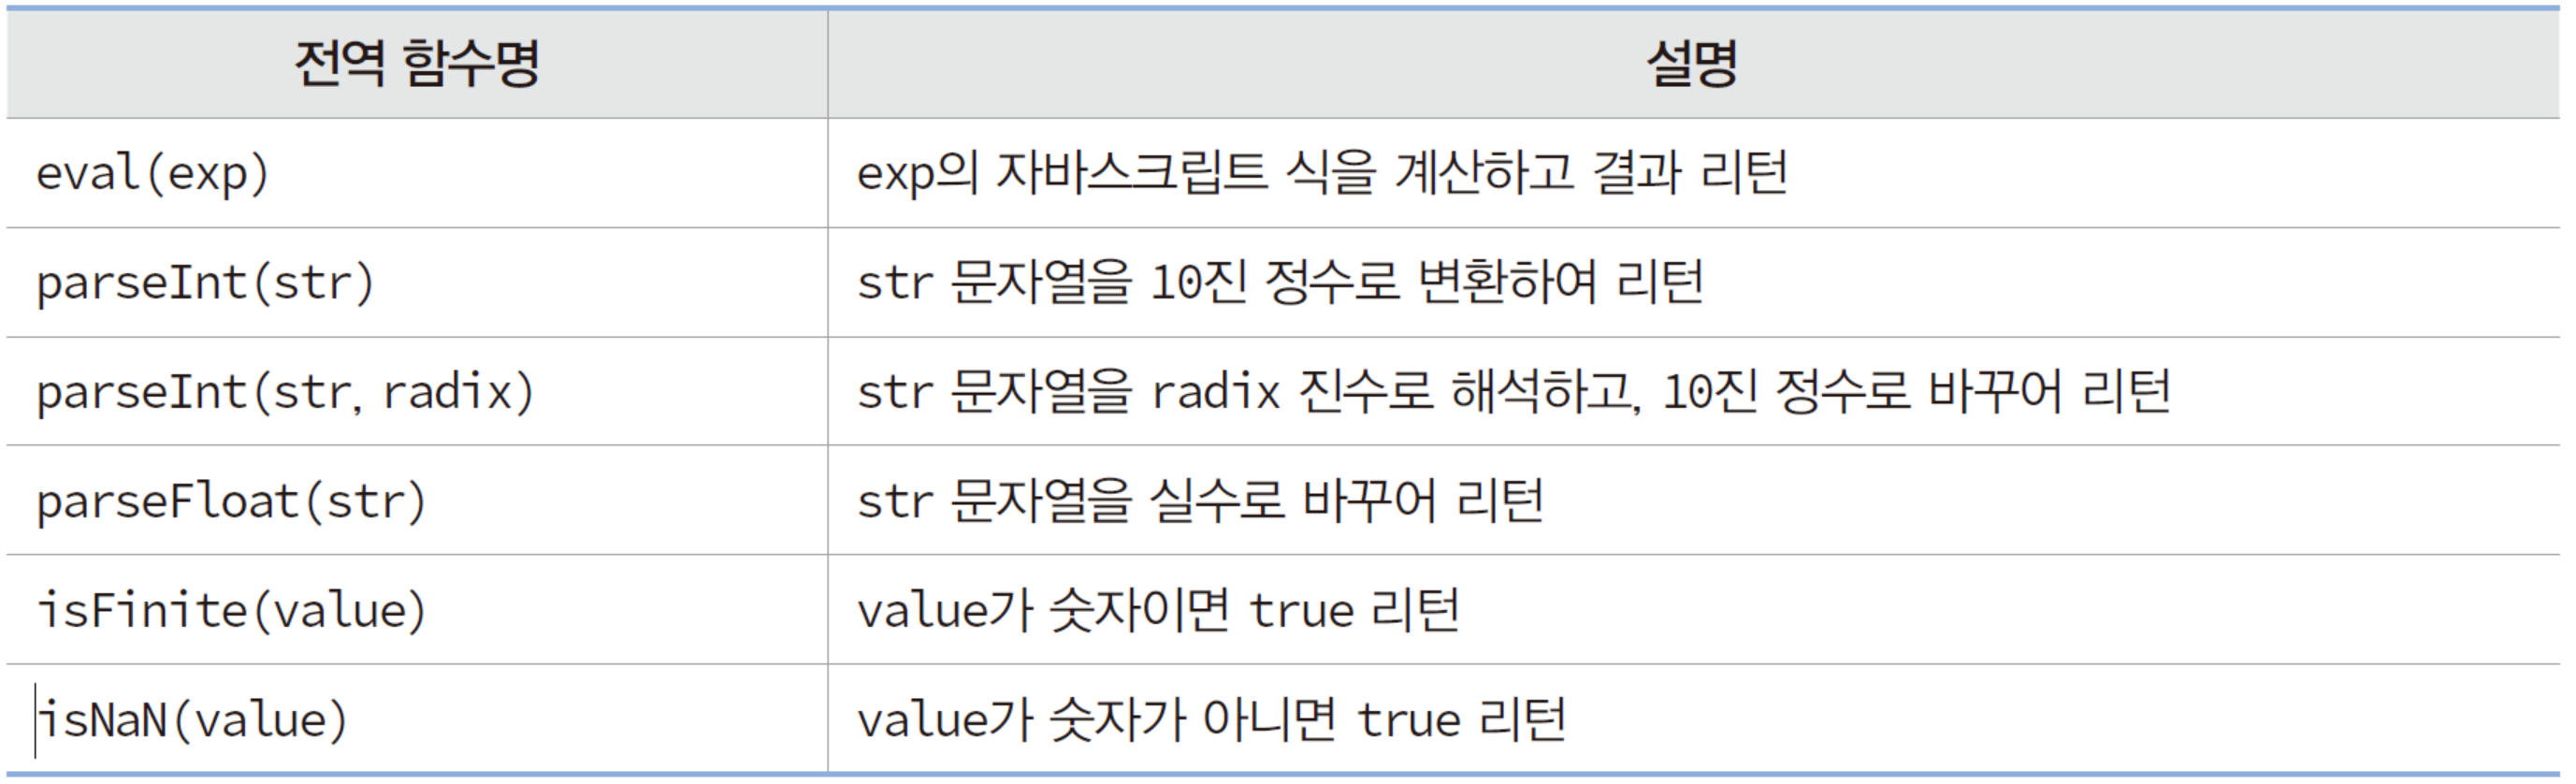 전역 함수명 설명
eval(exp) exp의 자바스크립트 식을 계산하고 결과 리턴
parseInt(str) str 문자열을 10진 정수로 변환하여 리턴
parseInt(str, radix) str 문자열을 radix 진수로 해석하고, 10진 정수로 바꾸어 리턴
parseFloat(str) str 문자열을 실수로 바꾸어 리턴
isFinite(value) value가 숫자이면 true 리턴
isNaN(value) value가 숫자가 아니면 true 리턴